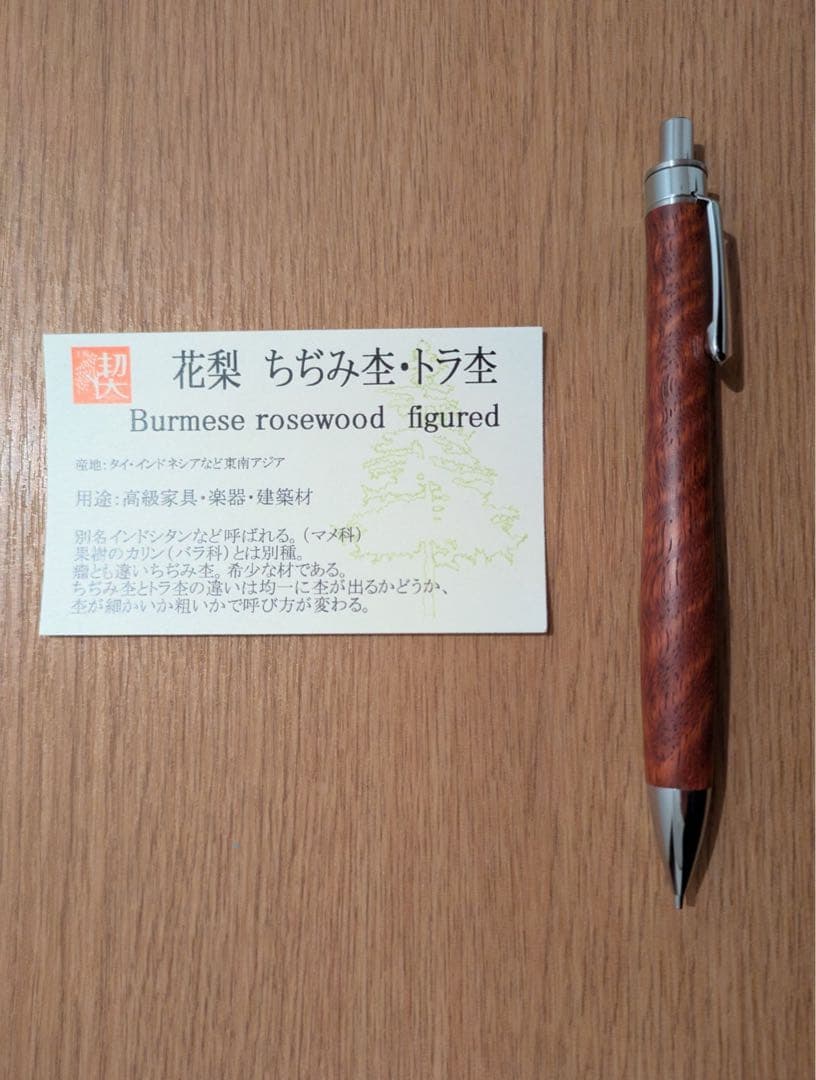 契
花梨 ちぢみ杢・トラ杢
Burmese rosewood figured
産地：タイ・インドネシアなど東南アジア
用途：高級家具・楽器・建築材
別名インドシタンなど呼ばれる。（マメ科）
果樹のカリン（バラ科）とは別種。
瘤とも違いちぢみ杢。希少な材である。
ちぢみ杢とトラ杢の違いは均一に杢が出るかどうか、
杢が細かいか粗いかで呼び方が変わる。